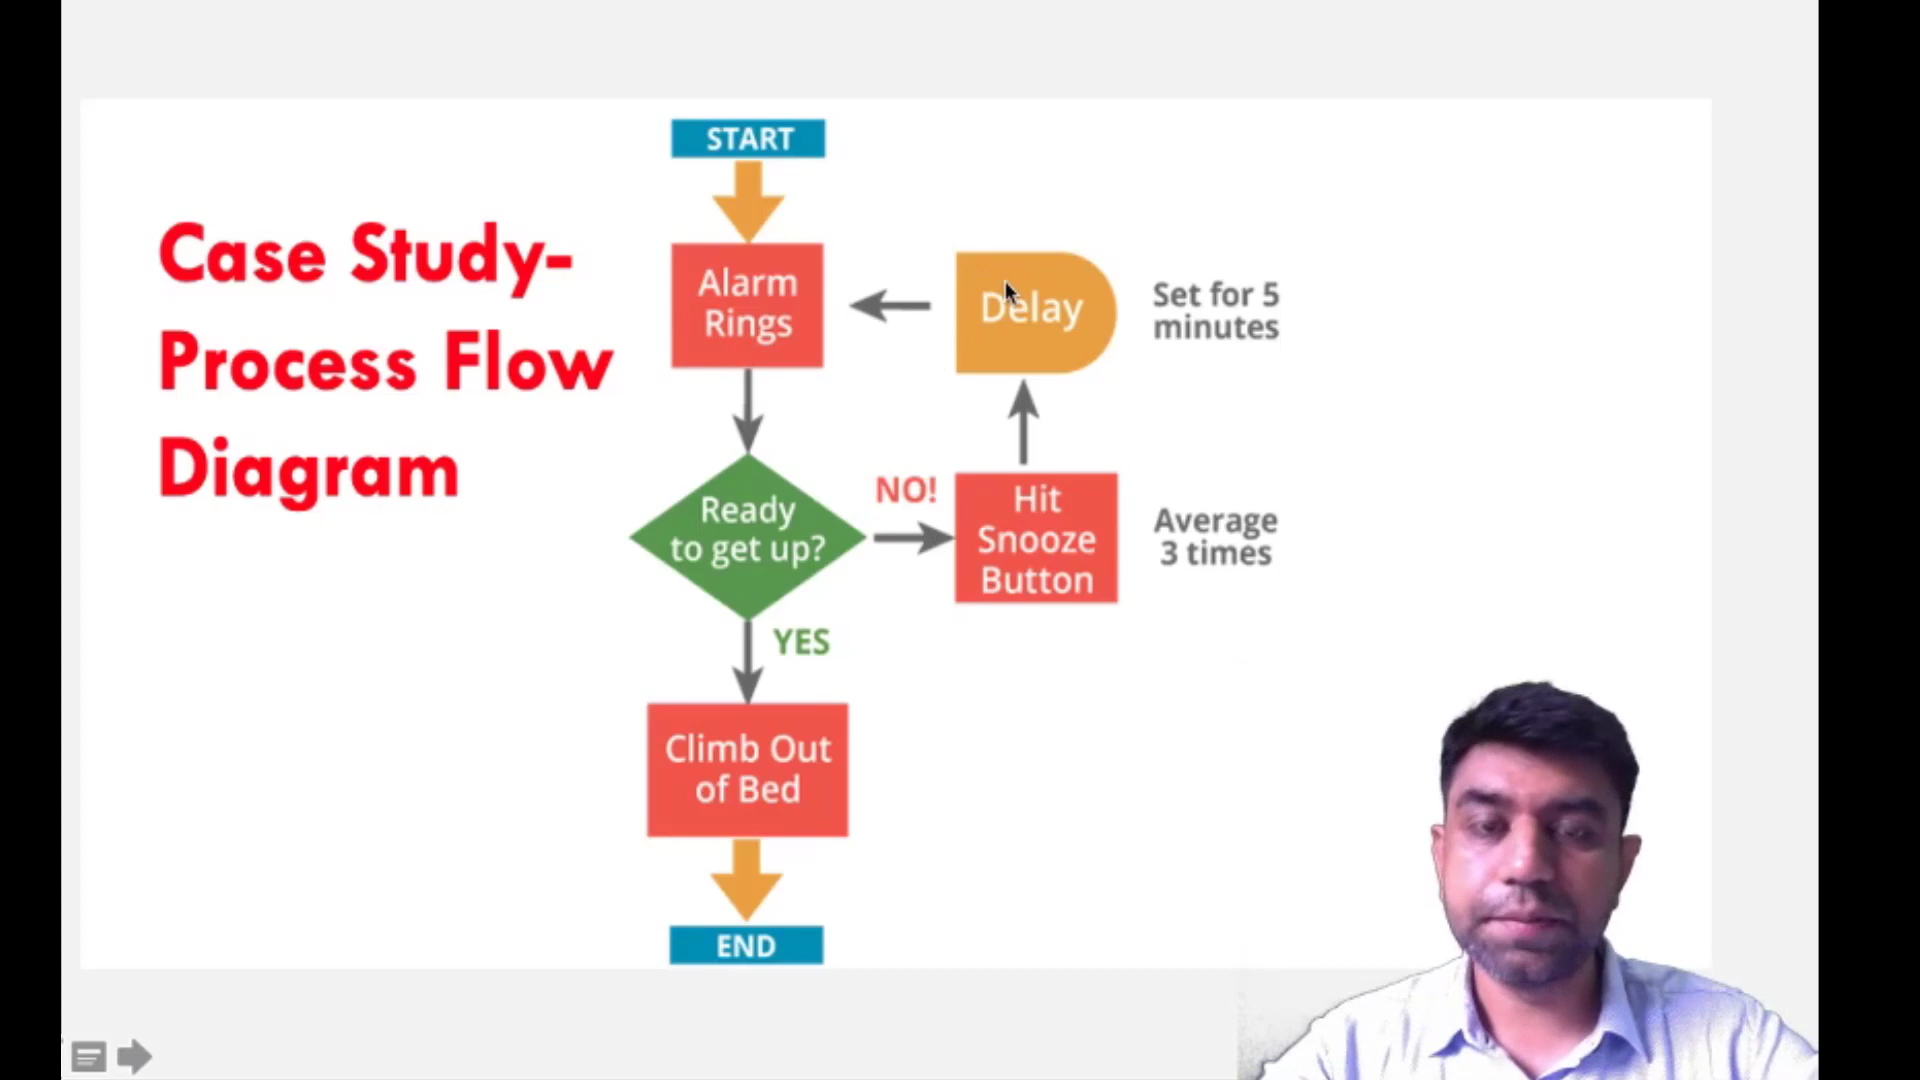 Case Study-
Process Flow
Diagram
START
Alarm
Rings
Delay
Set for 5
minutes
Ready
to get up?
NO!
Hit
Snooze
Button
Average
3 times
YES
Climb Out
of Bed
END